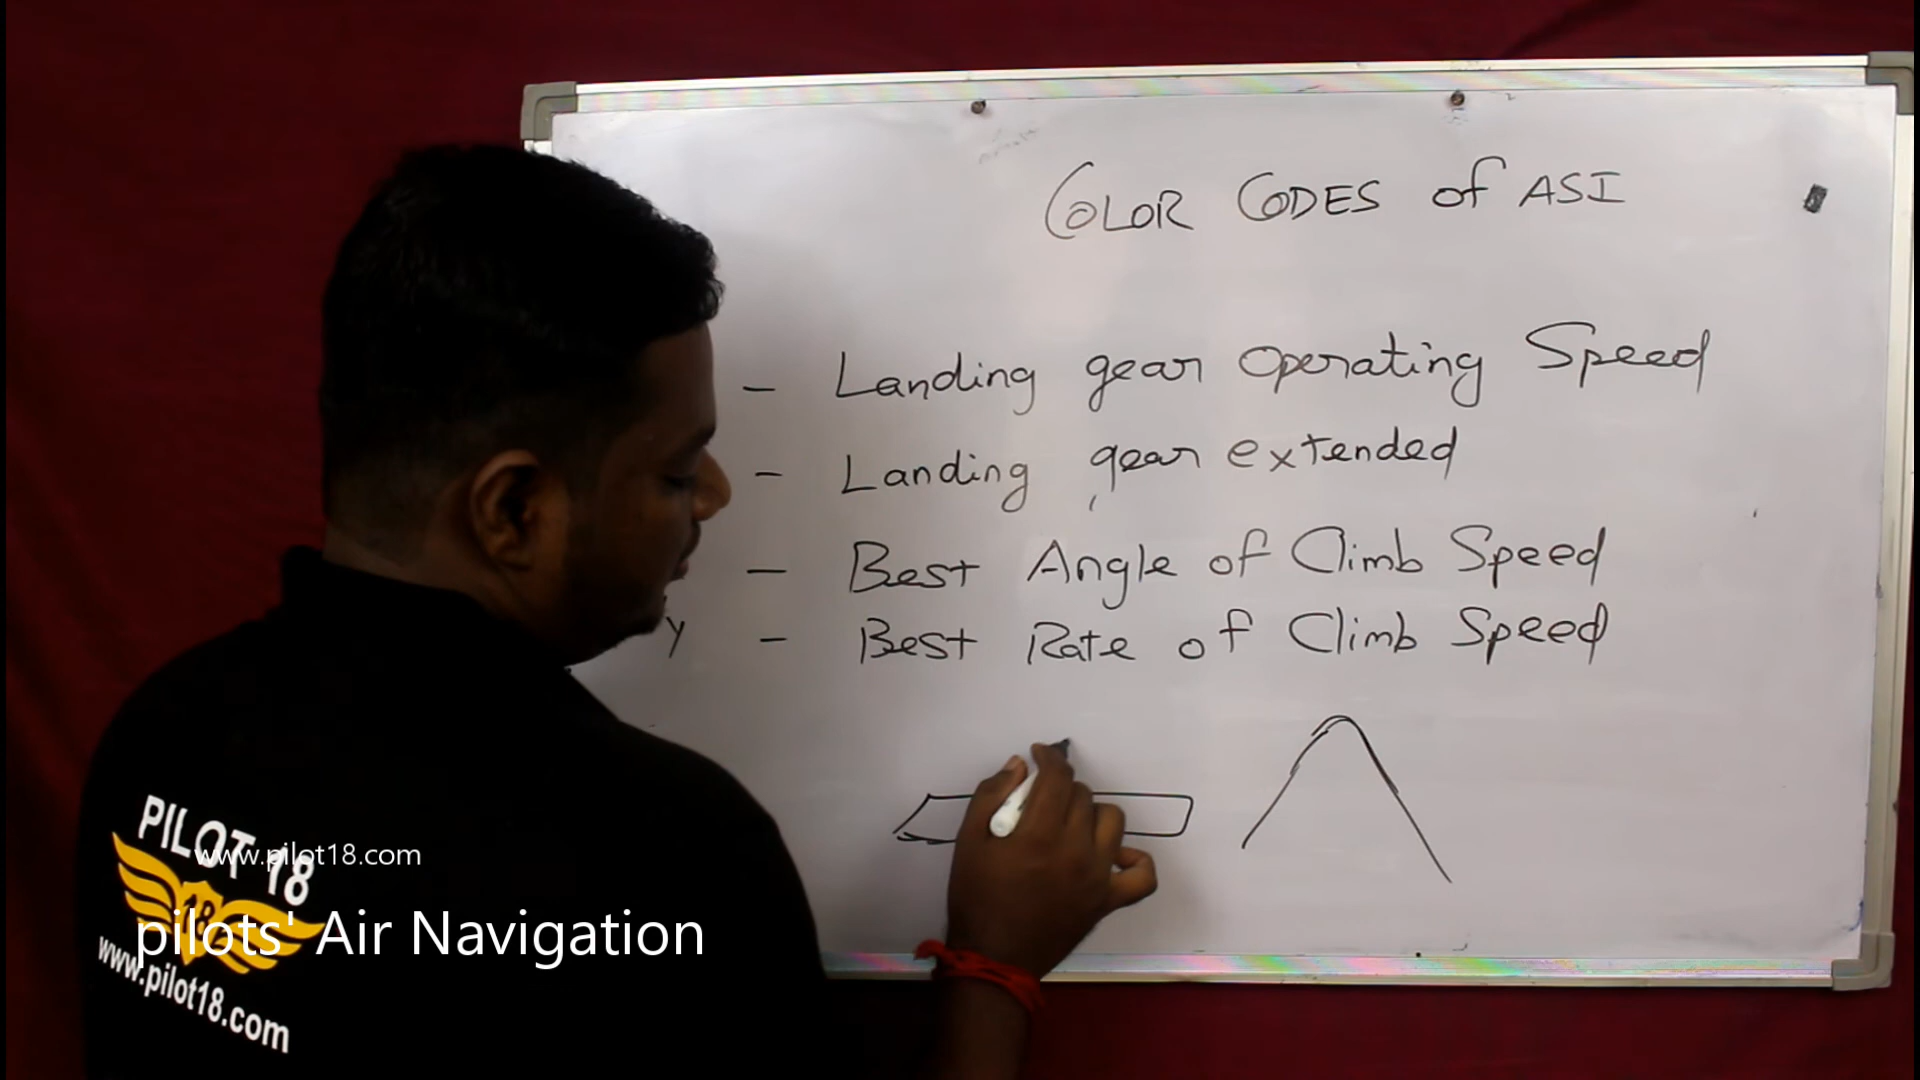 COLOR CODES of ASI
- Landing gear operating Speed
- Landing gear extended
- Best Angle of Climb Speed
y - Best Rate of Climb Speed
PILOT 18
www.pilot18.com
18
pilots' Air Navigation
www.pilot18.com